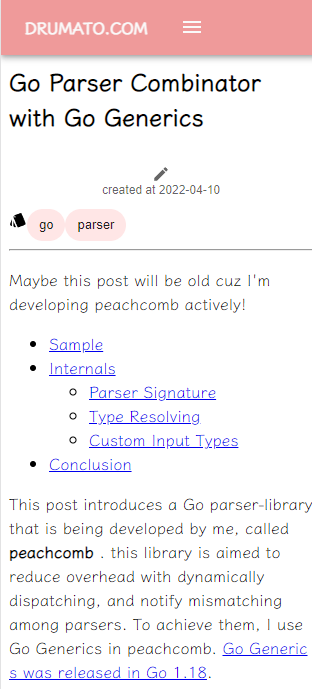 DRUMATO.COM
Go Parser Combinator
with Go Generics
created at 2022-04-10
go parser
Maybe this post will be old cuz I'm
developing peachcomb actively!
Sample
Internals
Parser Signature
Type Resolving
Custom Input Types
Conclusion
This post introduces a Go parser-library
that is being developed by me, called
peachcomb . this library is aimed to
reduce overhead with dynamically
dispatching, and notify mismatching
among parsers. To achieve them, I use
Go Generics in peachcomb. Go Generic
s was released in Go 1.18.